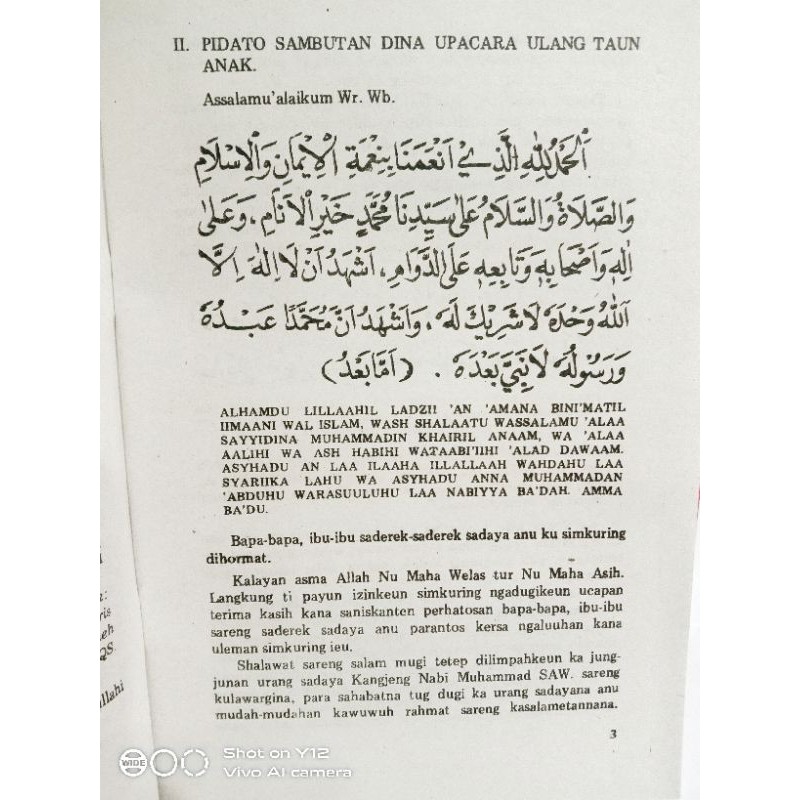 II. PIDATO SAMBUTAN DINA UPACARA ULANG TAUN
ANAK.
Assalamu'alaikum Wr. Wb.
اَلْحَمْدُ لِلّٰهِ الَّذِيْ اَنْعَمَنَا بِنِعْمَةِ الْاِيْمَانِ وَالْاِسْلَامِ
وَالصَّلَاةُ وَالسَّلَامُ عَلٰى سَيِّدِنَا مُحَمَّدٍ خَيْرِ الْاَنَامِ ، وَعَلٰى
اٰلِهِ وَاَصْحَابِهِ وَتَابِعِهِ عَلَى الدَّوَامِ ، اَشْهَدُ اَنْ لَا اِلٰهَ اِلَّا
اللّٰهُ وَحْدَهُ لَا شَرِيْكَ لَهُ ، وَاَشْهَدُ اَنَّ مُحَمَّدًا عَبْدُهُ
وَرَسُوْلُهُ لَا نَبِيَّ بَعْدَهُ . (اَمَّا بَعْدُ)
ALHAMDU LILLAAHIL LADZII 'AN 'AMANA BINI'MATIL
IIMAANI WAL ISLAM, WASH SHALAATU WASSALAMU 'ALAA
SAYYIDINA MUHAMMADIN KHAIRIL ANAAM, WA 'ALAA
AALIHI WA ASH HABIHI WATAABI'IIHI 'ALAD DAWAAM.
ASYHADU AN LAA ILAAHA ILLALLAAH WAHDAHU LAA
SYARIIKA LAHU WA ASYHADU ANNA MUHAMMADAN
'ABDUHU WARASUULUHU LAA NABIYYA BA'DAH. AMMA
BA'DU.
Bapa-bapa, ibu-ibu saderek-saderek sadaya anu ku simkuring
dihormat.
Kalayan asma Allah Nu Maha Welas tur Nu Maha Asih.
Langkung ti payun izinkeun simkuring ngadugikeun ucapan
terima kasih kana saniskanten perhatosan bapa-bapa, ibu-ibu
sareng saderek sadaya anu parantos kersa ngaluuhan kana
uleman simkuring ieu.
Shalawat sareng salam mugi tetep dilimpahkeun ka jung-
junan urang sadaya Kangjeng Nabi Muhammad SAW. sareng
kulawargina, para sahabatna tug dugi ka urang sadayana anu
mudah-mudahan kawuwuh rahmat sareng kasalametannana.
3
QS.
WIDE
Shot on Y12
Vivo AI camera